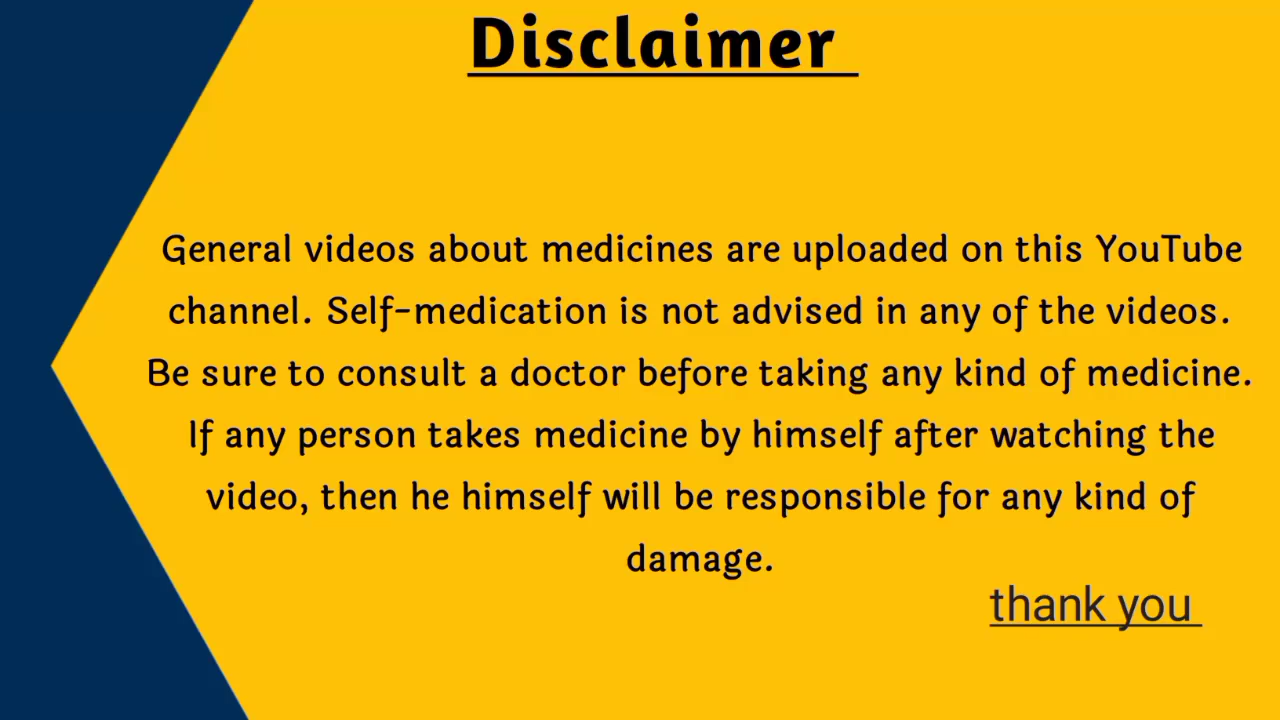 Disclaimer
General videos about medicines are uploaded on this YouTube
channel. Self-medication is not advised in any of the videos.
Be sure to consult a doctor before taking any kind of medicine.
If any person takes medicine by himself after watching the
video, then he himself will be responsible for any kind of
damage.
thank you